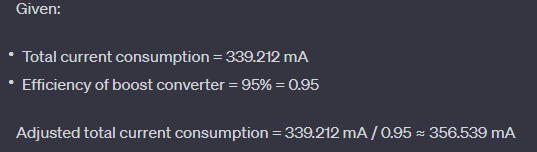 Given:
• Total current consumption = 339.212 mA
• Efficiency of boost converter = 95% = 0.95
Adjusted total current consumption = 339.212 mA / 0.95 ≈ 356.539 mA